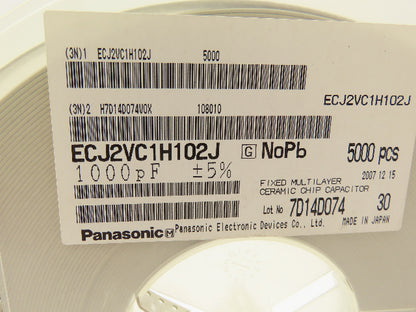 (3N)1 ECJ2VC1H102J 5000
ECJ2VC1H102J
(3N)2 H7D14D074VOX 108010
ECJ2VC1H102J G NoPb 5000 pcs
1000pF ±5% 2007 12 15
FIXED MULTILAYER
CERAMIC CHIP CAPACITOR
Lot No 7D14D074 30
MADE IN JAPAN
Panasonic Panasonic Electronic Devices Co., Ltd.